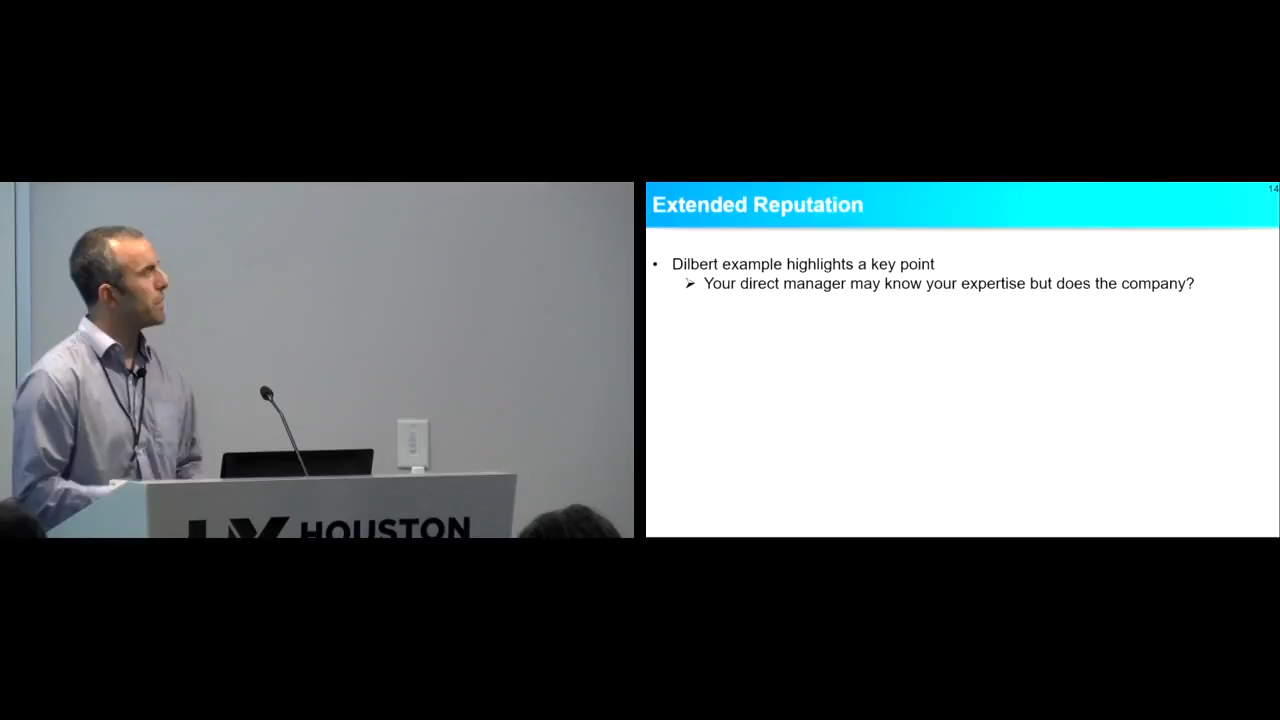 HOUSTON
14
Extended Reputation
• Dilbert example highlights a key point
➢ Your direct manager may know your expertise but does the company?